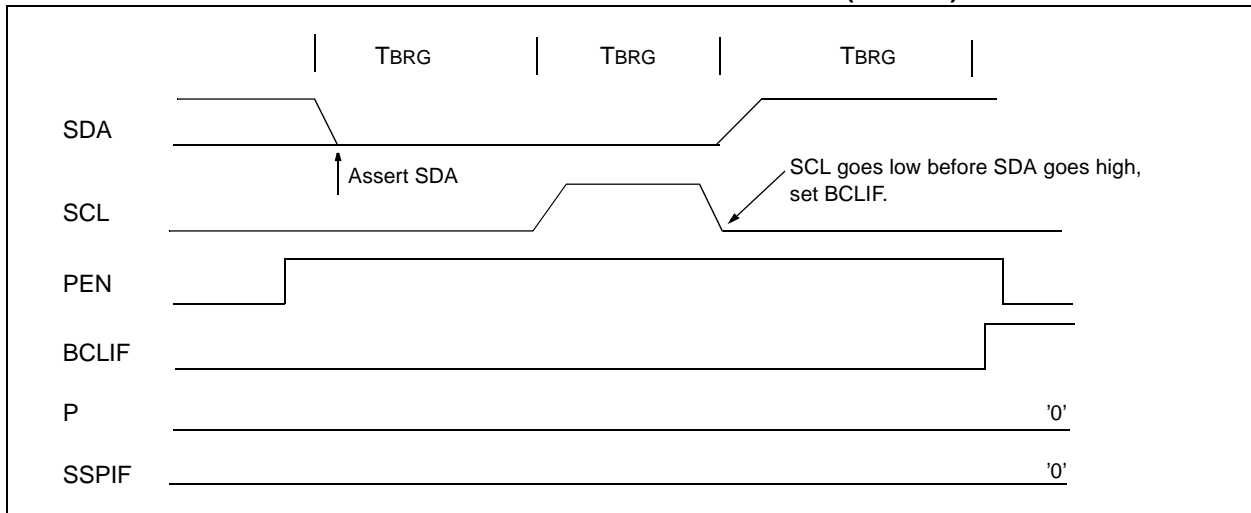 TBRG TBRG TBRG
SDA
Assert SDA
SCL goes low before SDA goes high,
set BCLIF.
SCL
PEN
BCLIF
P '0'
SSPIF '0'